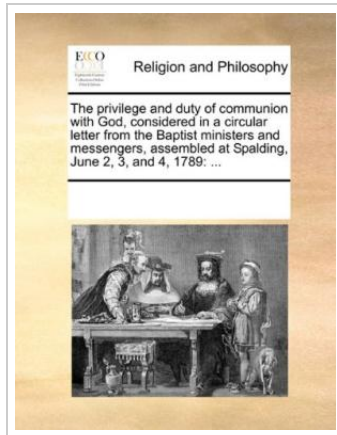 ECCO
Religion and Philosophy
The privilege and duty of communion
with God, considered in a circular
letter from the Baptist ministers and
messengers, assembled at Spalding,
June 2, 3, and 4, 1789: ...